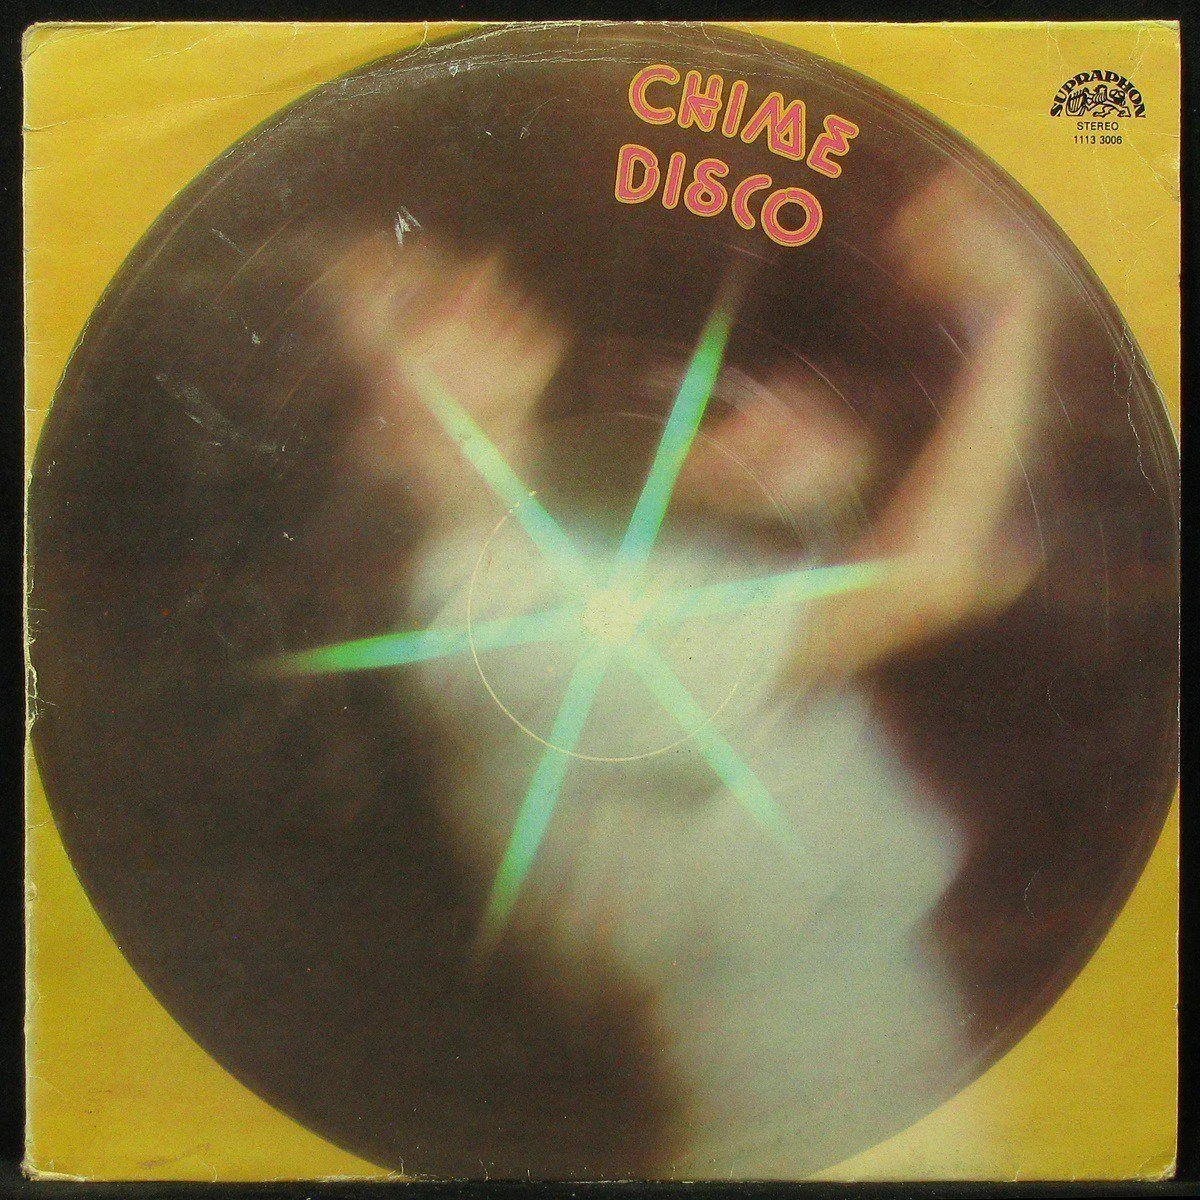 CHIME
DISCO
SUPRAPHON
STEREO
1113 3006